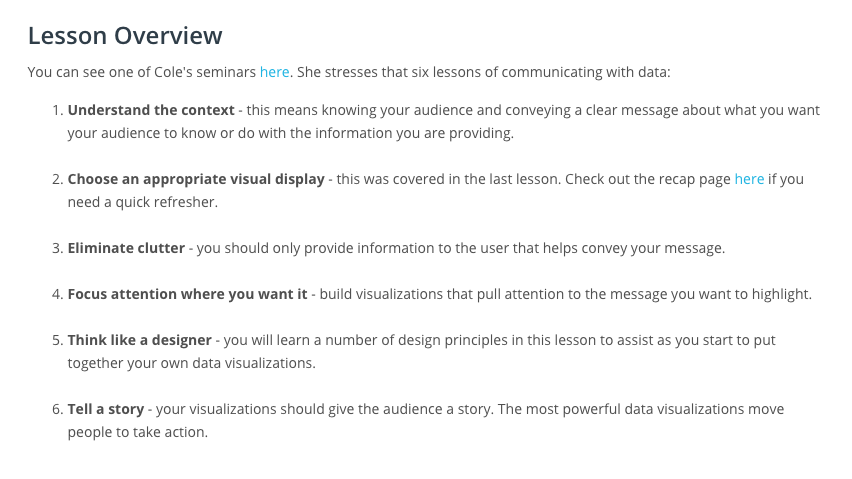 Lesson Overview
You can see one of Cole's seminars here. She stresses that six lessons of communicating with data:
1. Understand the context - this means knowing your audience and conveying a clear message about what you want
your audience to know or do with the information you are providing.
2. Choose an appropriate visual display - this was covered in the last lesson. Check out the recap page here if you
need a quick refresher.
3. Eliminate clutter - you should only provide information to the user that helps convey your message.
4. Focus attention where you want it - build visualizations that pull attention to the message you want to highlight.
5. Think like a designer - you will learn a number of design principles in this lesson to assist as you start to put
together your own data visualizations.
6. Tell a story - your visualizations should give the audience a story. The most powerful data visualizations move
people to take action.